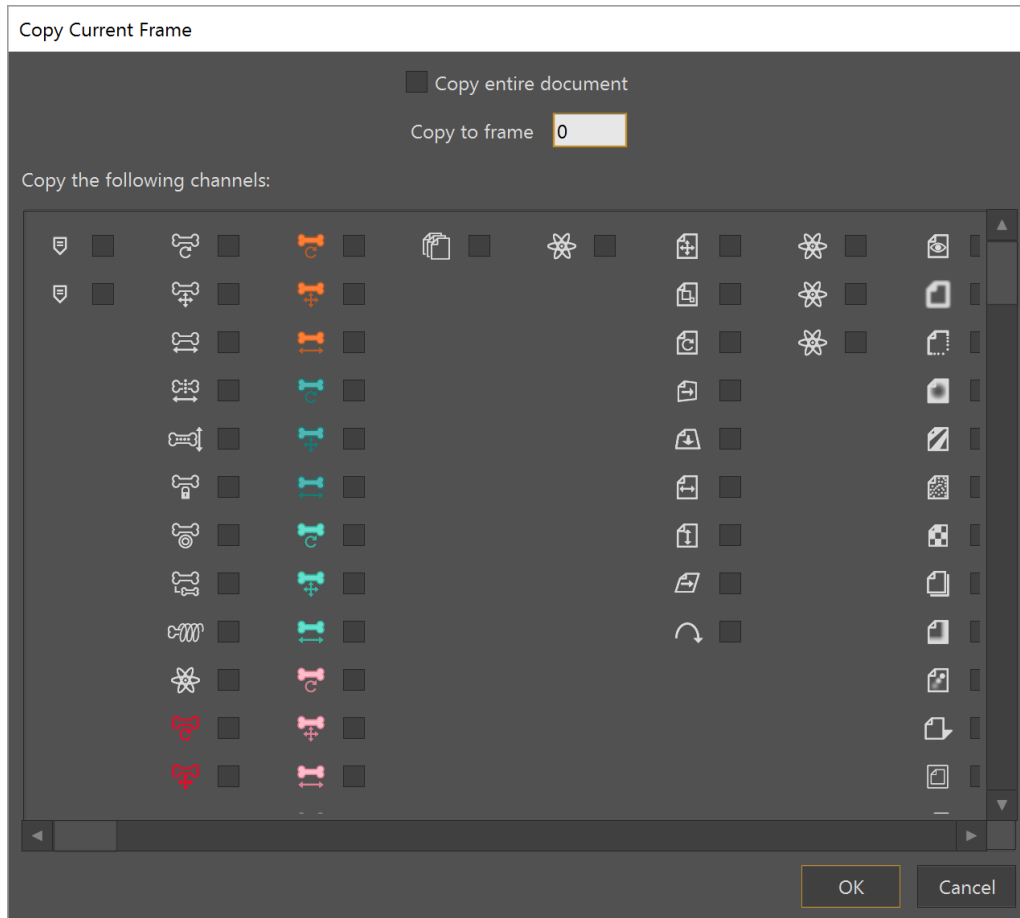 Copy Current Frame
Copy entire document
Copy to frame 0
Copy the following channels:
OK Cancel